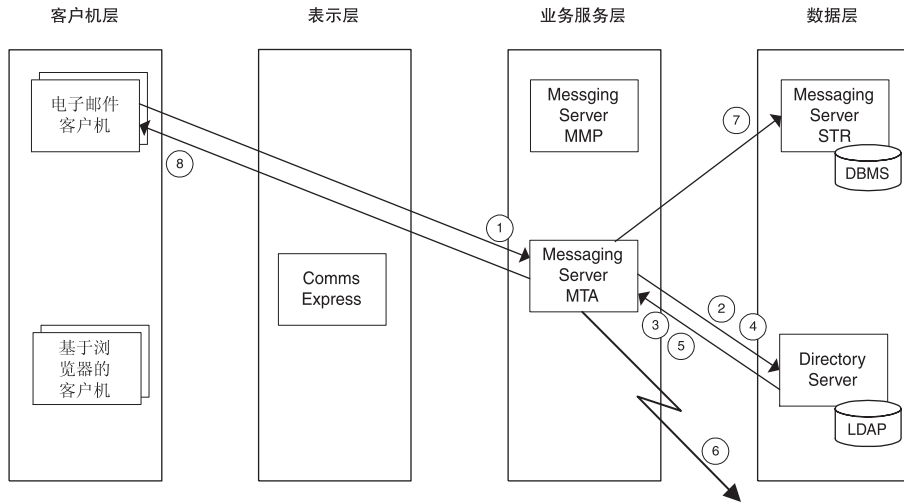 客户机层
表示层
业务服务层
数据层
电子邮件
客户机
Messging
Server
MMP
Messaging
Server
STR
DBMS
7
8
1
Comms
Express
Messaging
Server
MTA
2
3
4
5
基于浏
览器的
客户机
Directory
Server
LDAP
6